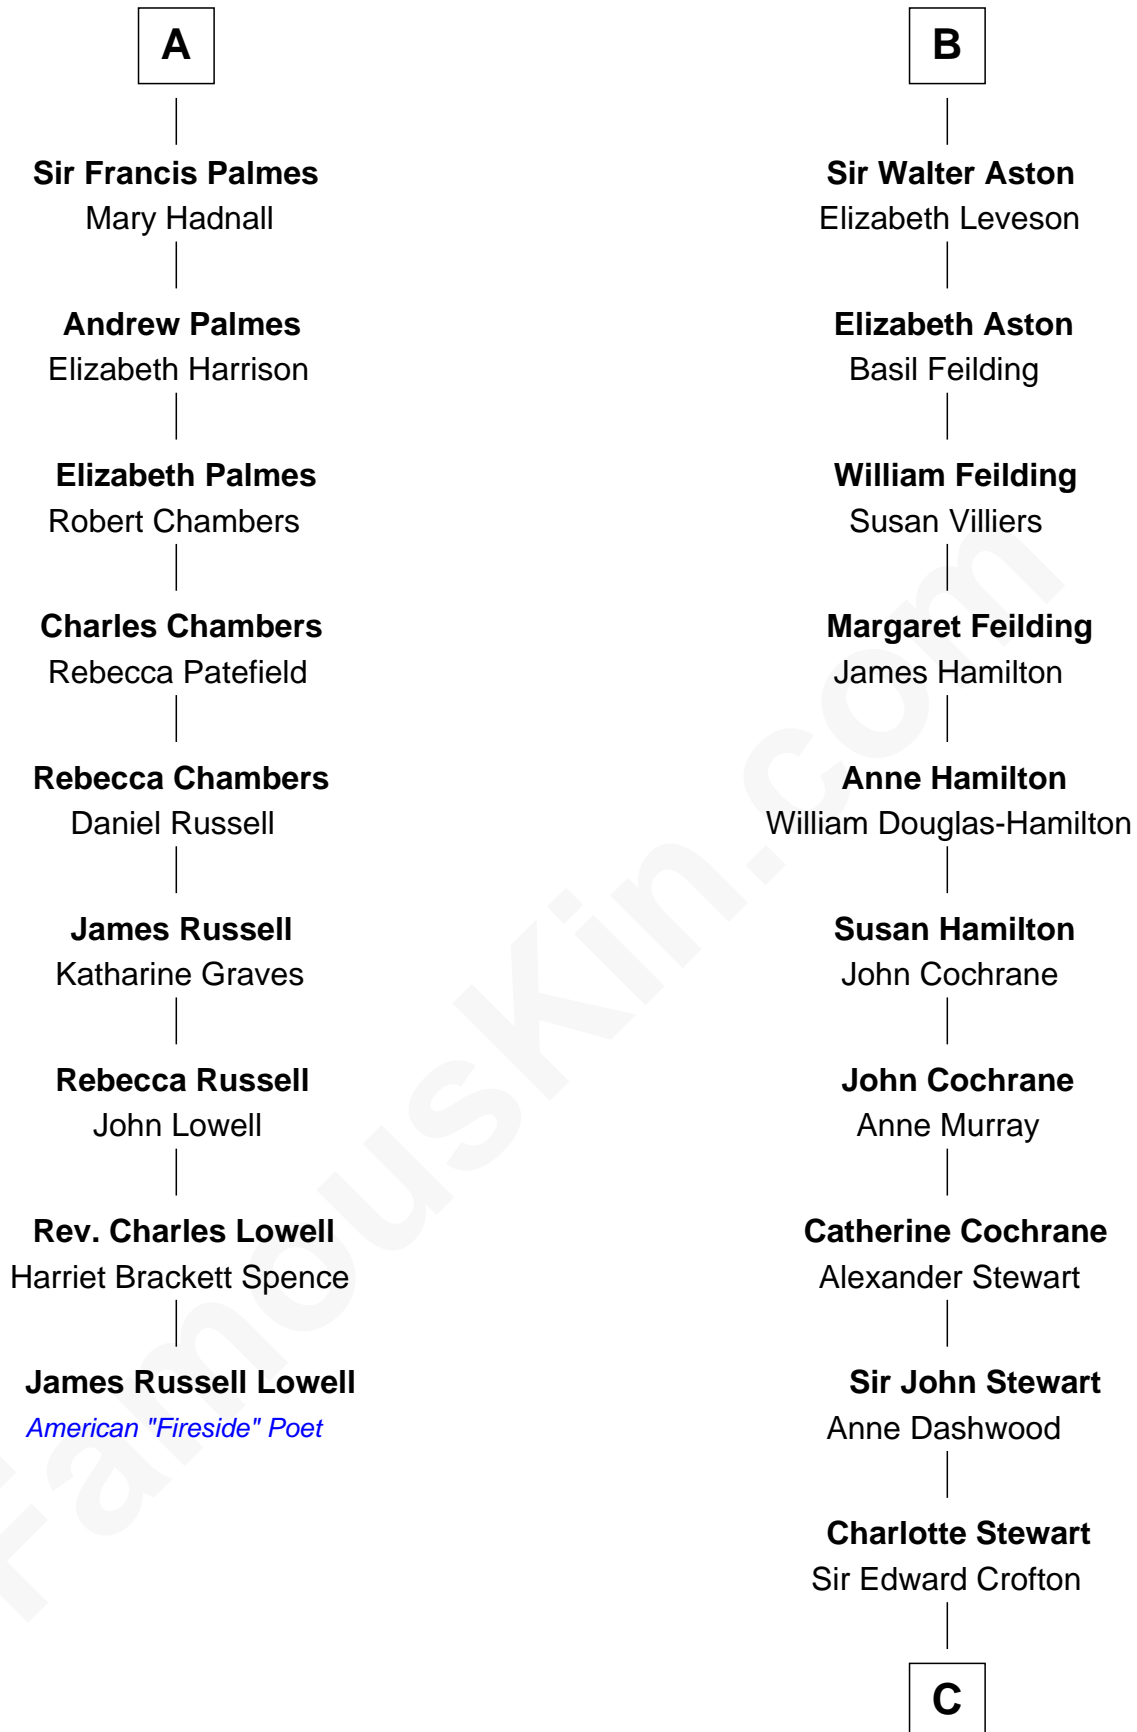 A
Sir Francis Palmes
Mary Hadnall
Andrew Palmes
Elizabeth Harrison
Elizabeth Palmes
Robert Chambers
Charles Chambers
Rebecca Patefield
Rebecca Chambers
Daniel Russell
James Russell
Katharine Graves
Rebecca Russell
John Lowell
Rev. Charles Lowell
Harriet Brackett Spence
James Russell Lowell
American "Fireside" Poet
B
Sir Walter Aston
Elizabeth Leveson
Elizabeth Aston
Basil Feilding
William Feilding
Susan Villiers
Margaret Feilding
James Hamilton
Anne Hamilton
William Douglas-Hamilton
Susan Hamilton
John Cochrane
John Cochrane
Anne Murray
Catherine Cochrane
Alexander Stewart
Sir John Stewart
Anne Dashwood
Charlotte Stewart
Sir Edward Crofton
C
FamousKin.com